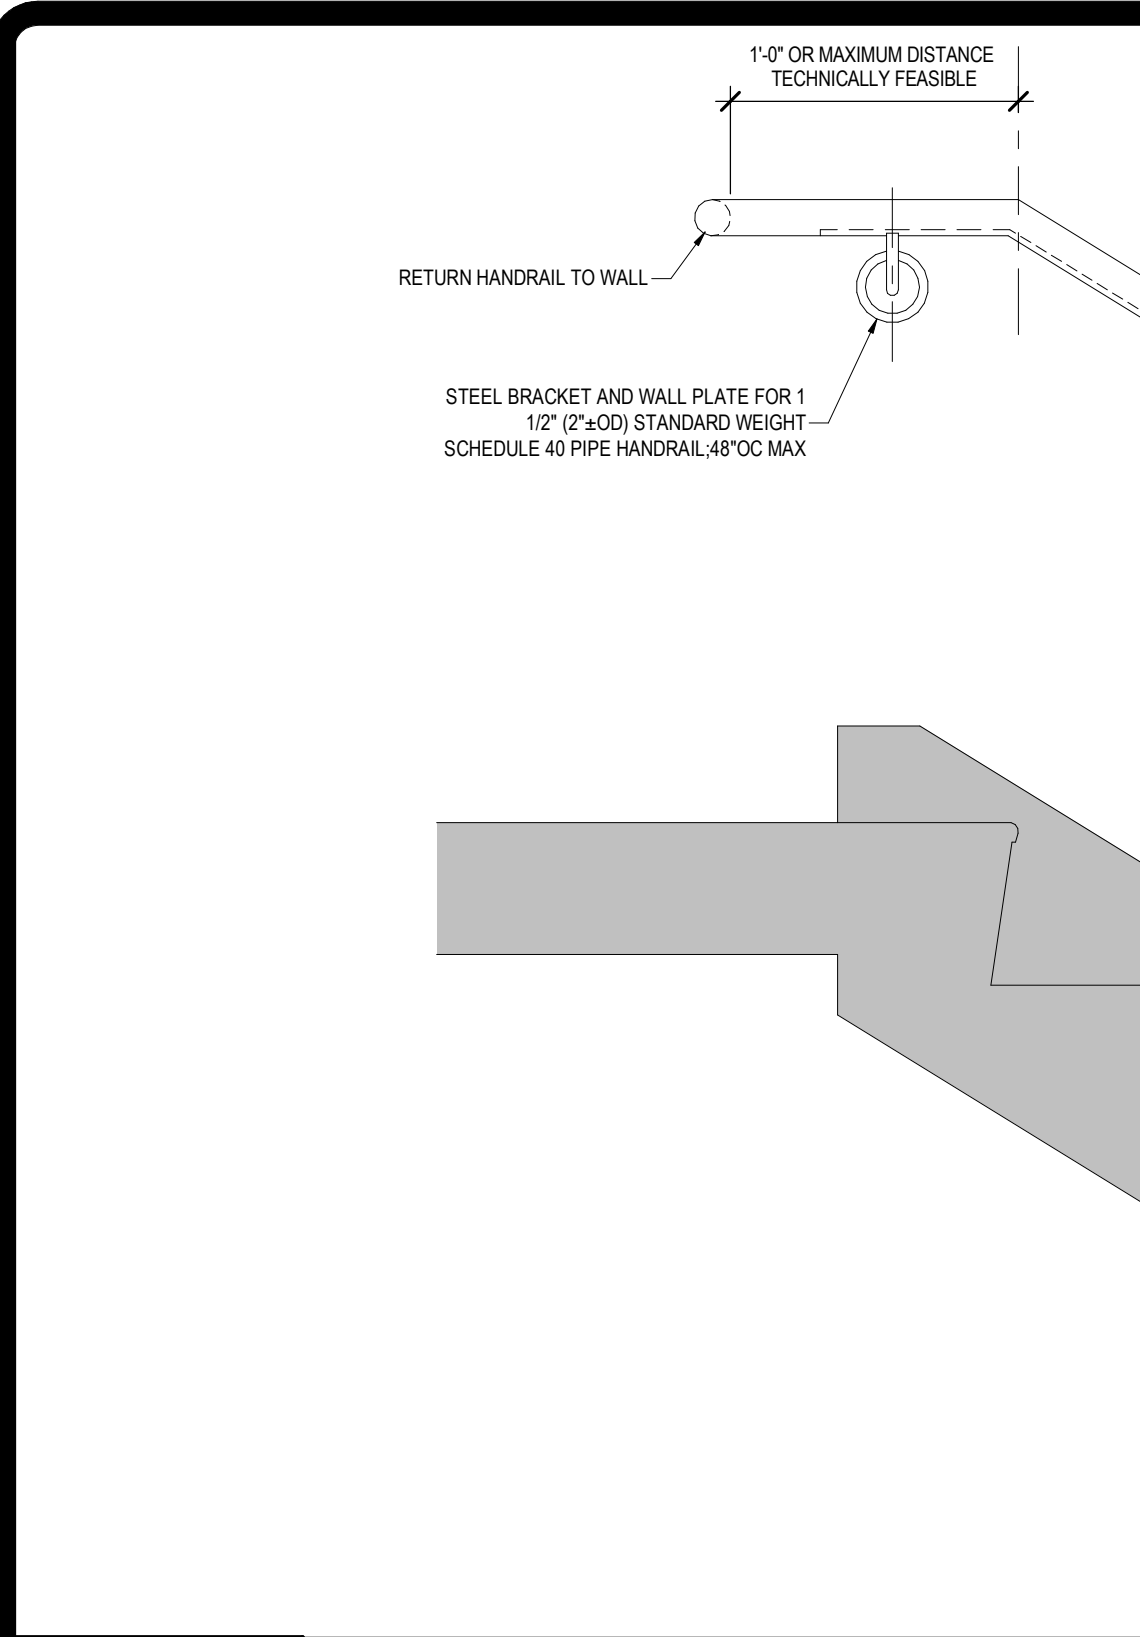 1'-0" OR MAXIMUM DISTANCE
TECHNICALLY FEASIBLE
RETURN HANDRAIL TO WALL
STEEL BRACKET AND WALL PLATE FOR 1
1/2" (2"±OD) STANDARD WEIGHT
SCHEDULE 40 PIPE HANDRAIL;48"OC MAX